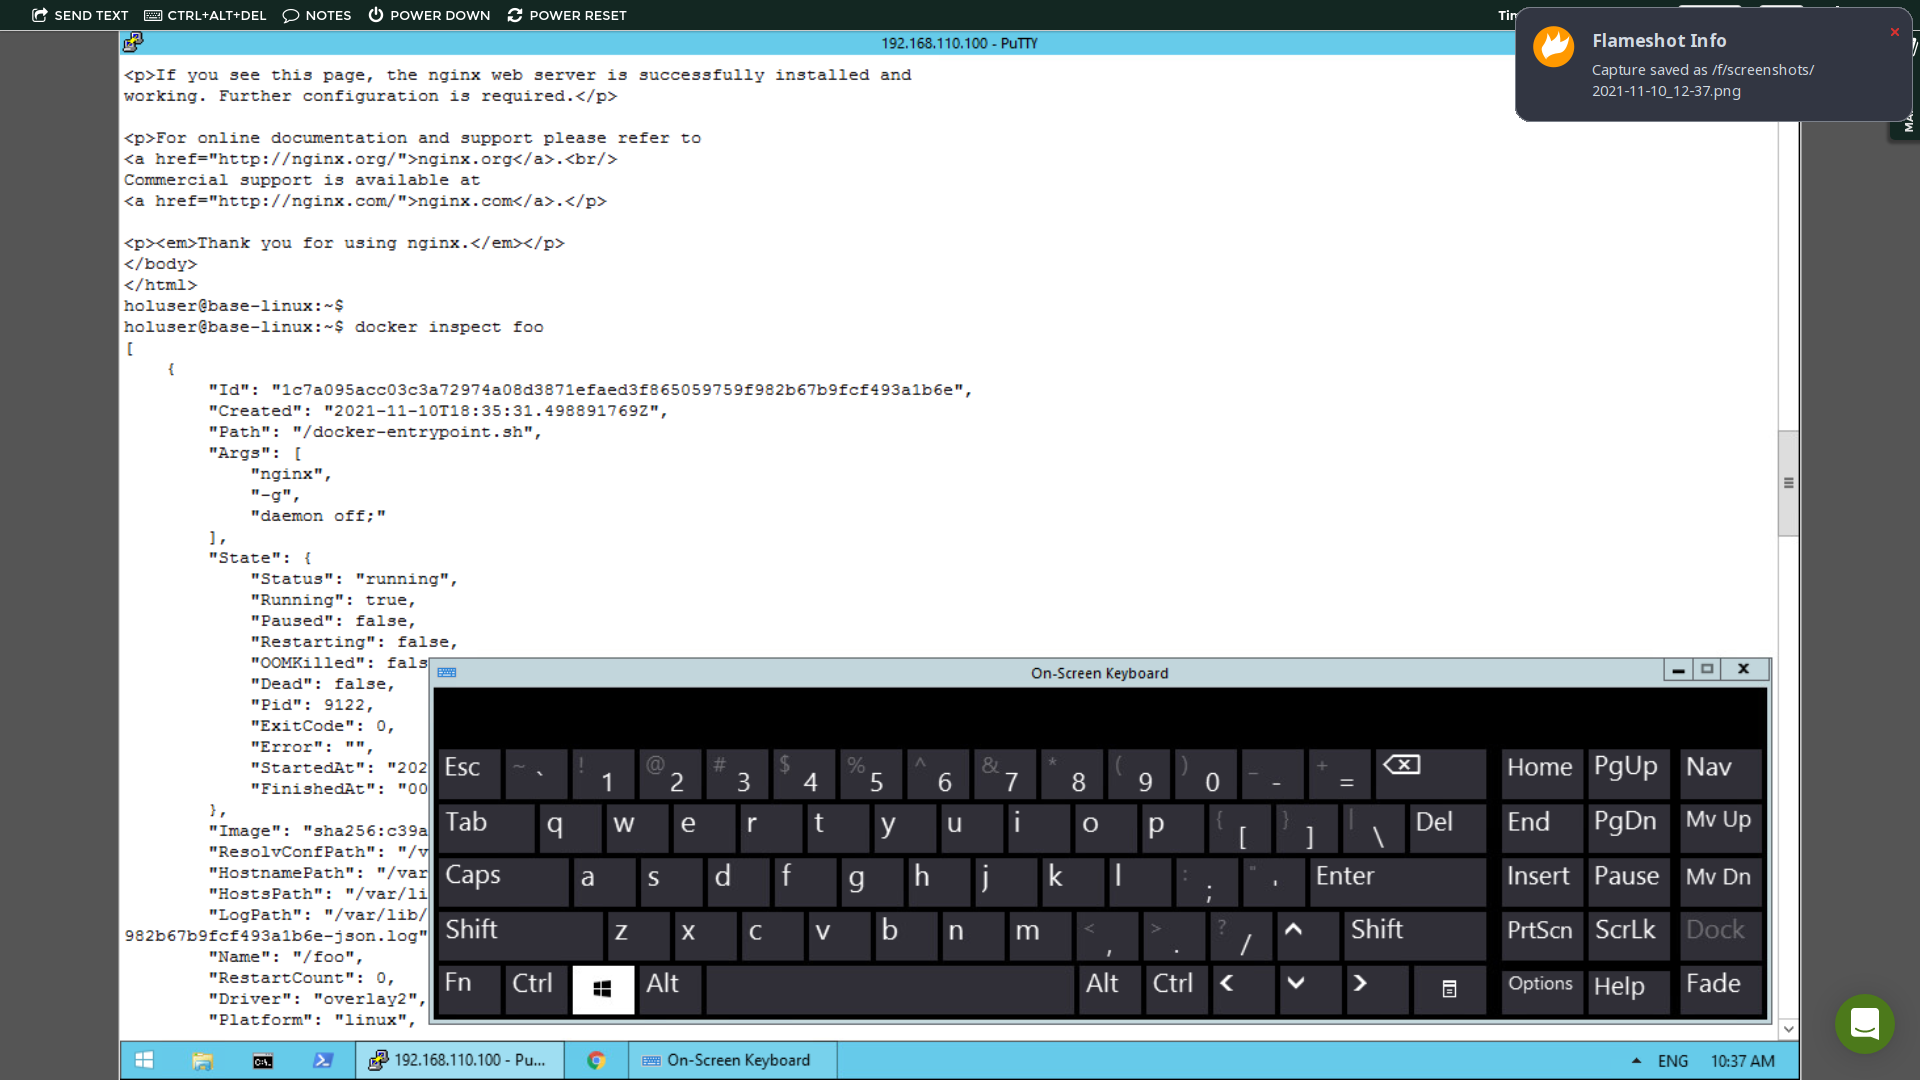 SEND TEXT CTRL+ALT+DEL NOTES POWER DOWN POWER RESET
Flameshot Info
Capture saved as /f/screenshots/
2021-11-10_12-37.png
192.168.110.100 - PuTTY
<p>If you see this page, the nginx web server is successfully installed and
working. Further configuration is required.</p>
<p>For online documentation and support please refer to
<a href="http://nginx.org/">nginx.org</a>.<br/>
Commercial support is available at
<a href="http://nginx.com/">nginx.com</a>.</p>
<p><em>Thank you for using nginx.</em></p>
</body>
</html>
holuser@base-linux:~$
holuser@base-linux:~$ docker inspect foo
[
{
"Id": "1c7a095acc03c3a72974a08d3871efaed3f865059759f982b67b9fcf493a1b6e",
"Created": "2021-11-10T18:35:31.498891769Z",
"Path": "/docker-entrypoint.sh",
"Args": [
"nginx",
"-g",
"daemon off;"
],
"State": {
"Status": "running",
"Running": true,
"Paused": false,
"Restarting": false,
"OOMKilled": fals
"Dead": false,
"Pid": 9122,
"ExitCode": 0,
"Error": "",
"StartedAt": "202
"FinishedAt": "00
},
"Image": "sha256:c39a
"ResolvConfPath": "/v
"HostnamePath": "/var
"HostsPath": "/var/li
"LogPath": "/var/lib/
982b67b9fcf493a1b6e-json.log"
"Name": "/foo",
"RestartCount": 0,
"Driver": "overlay2",
"Platform": "linux",
On-Screen Keyboard
Esc ~ ` ! 1 @ 2 # 3 $ 4 % 5 ^ 6 & 7 * 8 ( 9 ) 0 _ - + = Home PgUp Nav
Tab q w e r t y u i o p { [ } ] | \ Del End PgDn Mv Up
Caps a s d f g h j k l : ; " ' Enter Insert Pause Mv Dn
Shift z x c v b n m < , > . ? / Shift PrtScn ScrLk Dock
Fn Ctrl Alt Alt Ctrl Options Help Fade
192.168.110.100 - Pu... On-Screen Keyboard ENG 10:37 AM